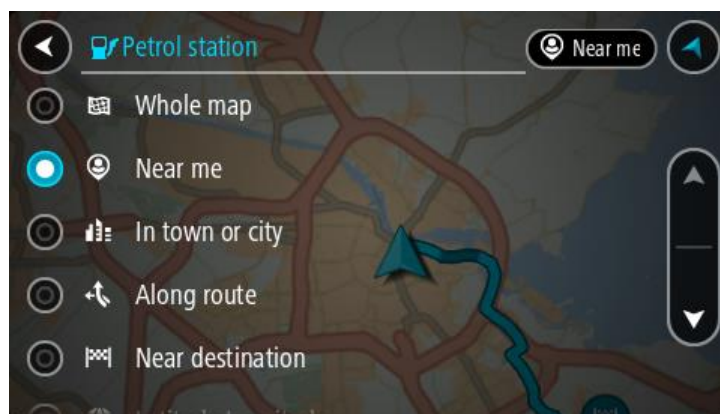 Petrol station
Near me
Whole map
Near me
In town or city
Along route
Near destination